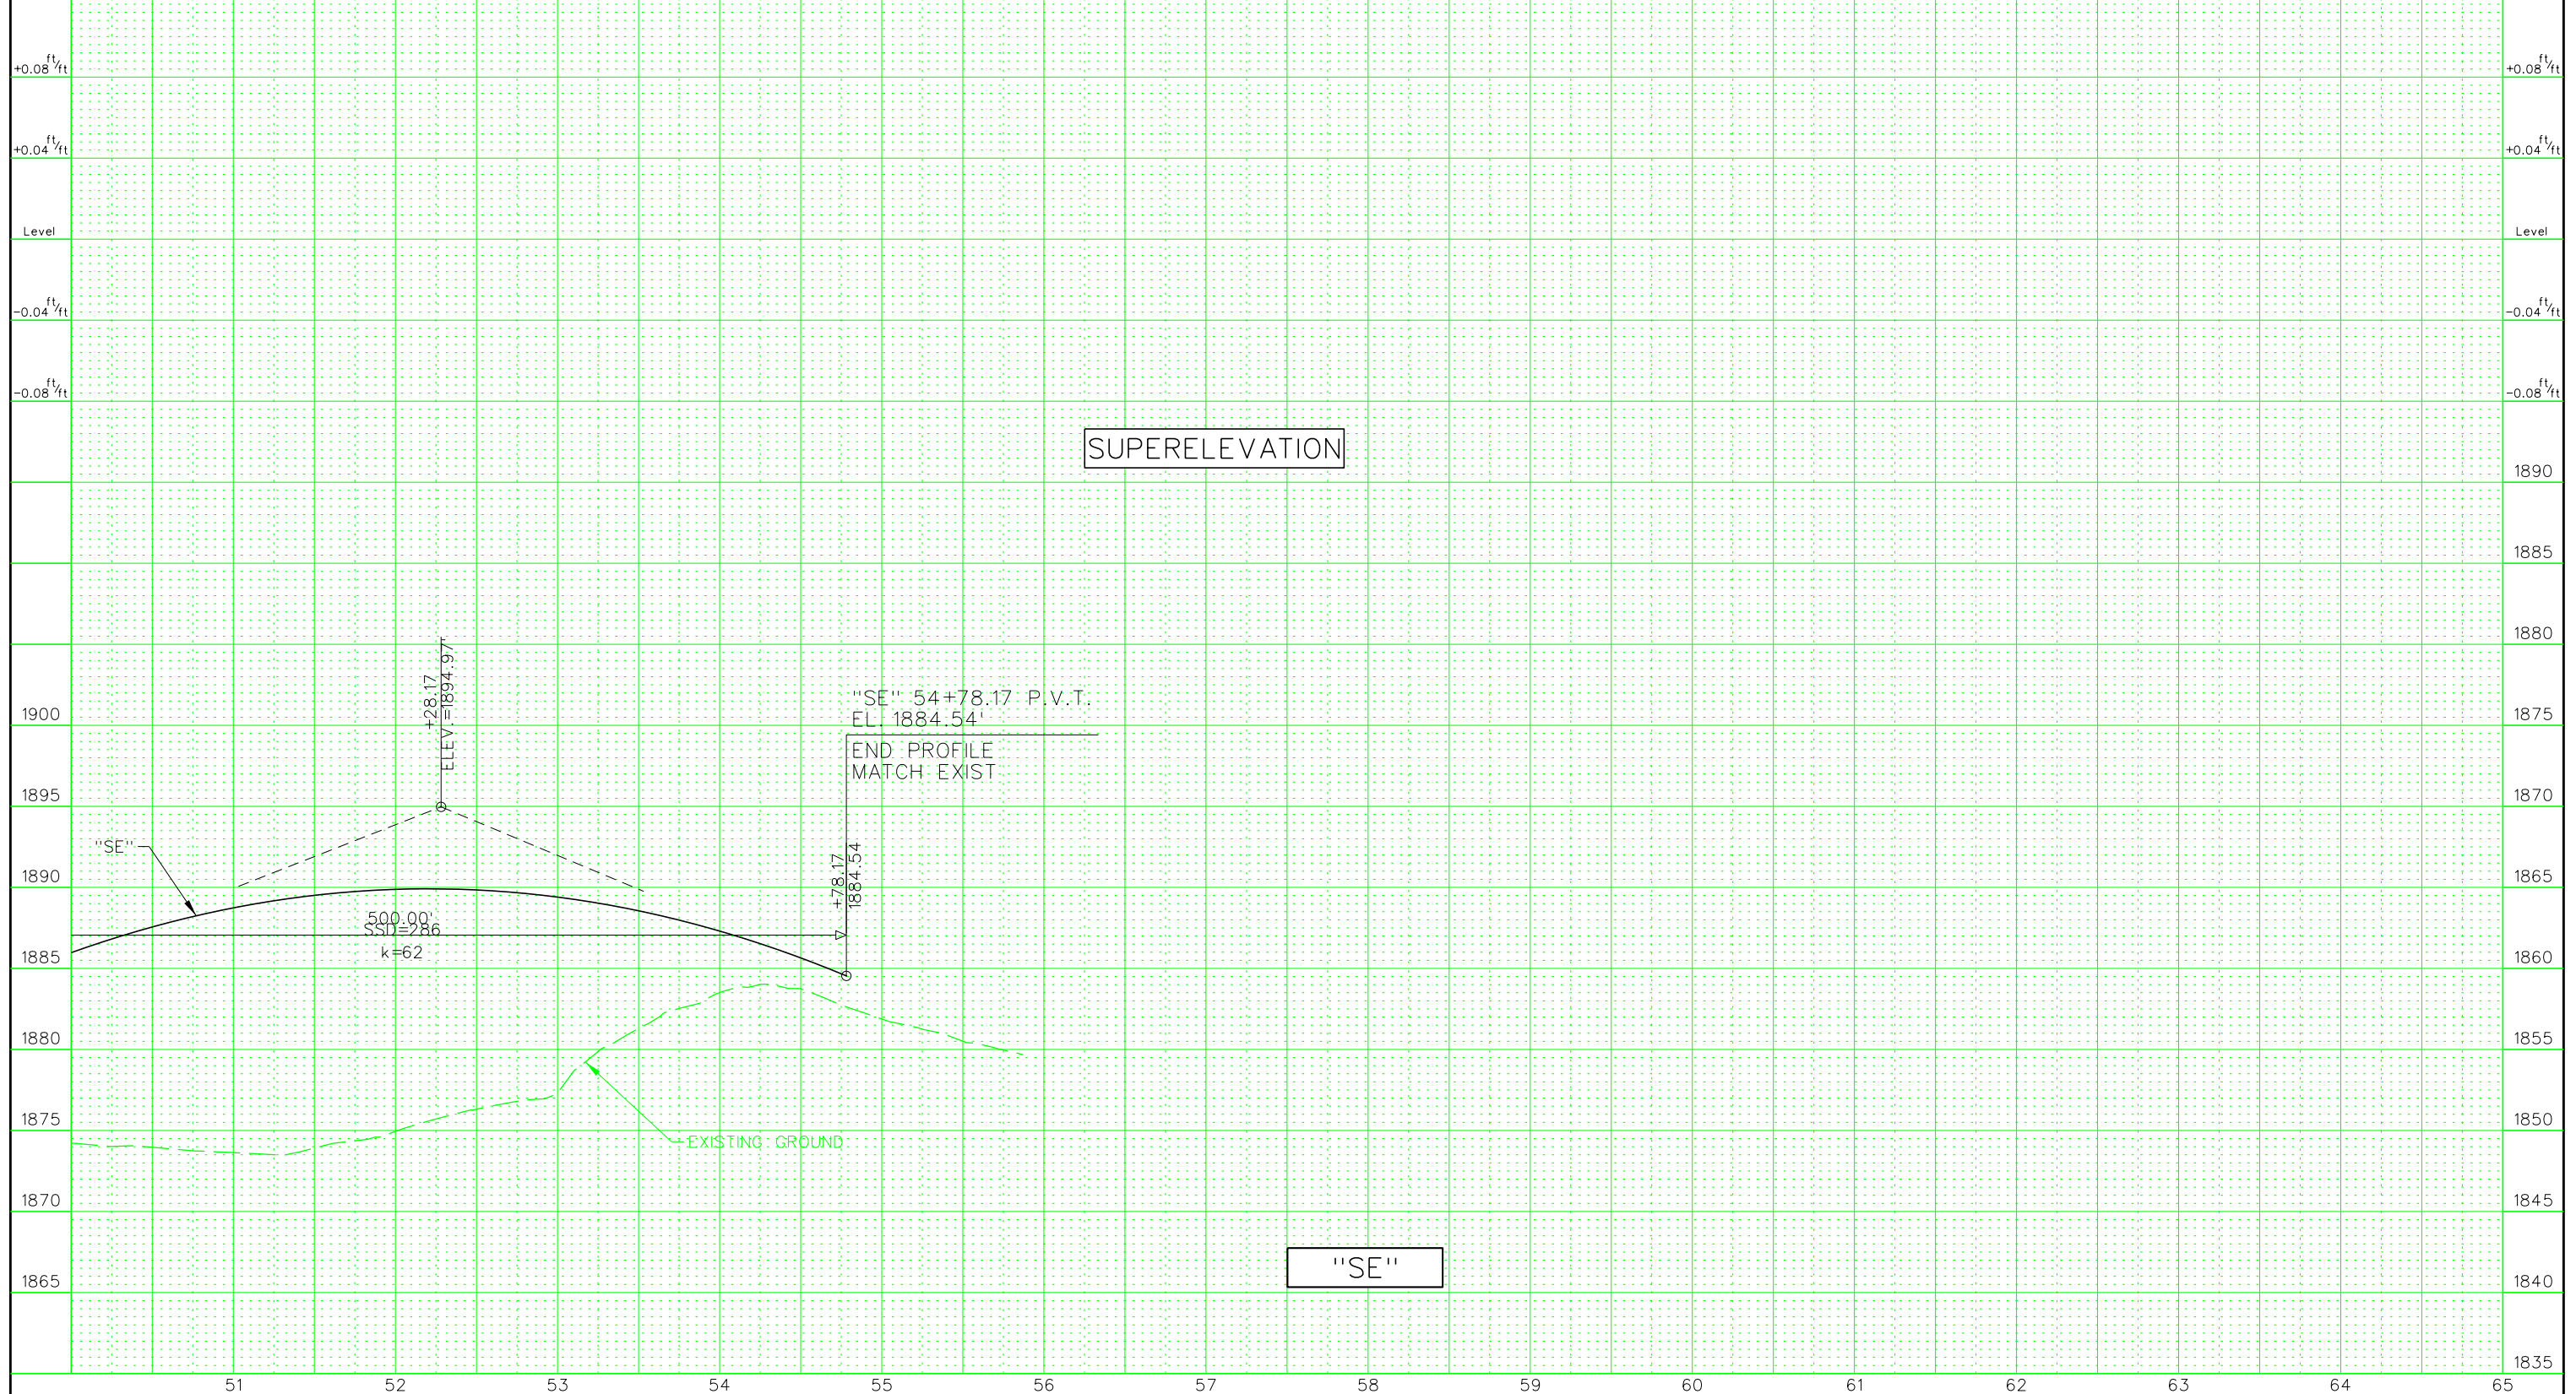 +0.08 ft/ft
+0.08 ft/ft
+0.04 ft/ft
+0.04 ft/ft
Level
Level
-0.04 ft/ft
-0.04 ft/ft
-0.08 ft/ft
-0.08 ft/ft
SUPERELEVATION
1890
1885
1880
+28.17
ELEV.=1894.97
"SE" 54+78.17 P.V.T.
EL. 1884.54'
END PROFILE
MATCH EXIST
1900
1875
1895
1870
"SE"
+78.17
1884.54
1890
1865
500.00'
SSD=286
k=62
1885
1860
1880
1855
1875
1850
EXISTING GROUND
1870
1845
"SE"
1865
1840
1835
51 52 53 54 55 56 57 58 59 60 61 62 63 64 65